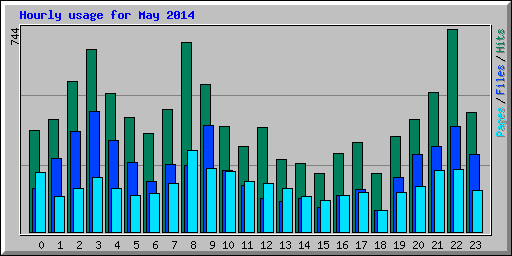 Hourly usage for May 2014
744
Pages/Files/Hits
0 1 2 3 4 5 6 7 8 9 10 11 12 13 14 15 16 17 18 19 20 21 22 23